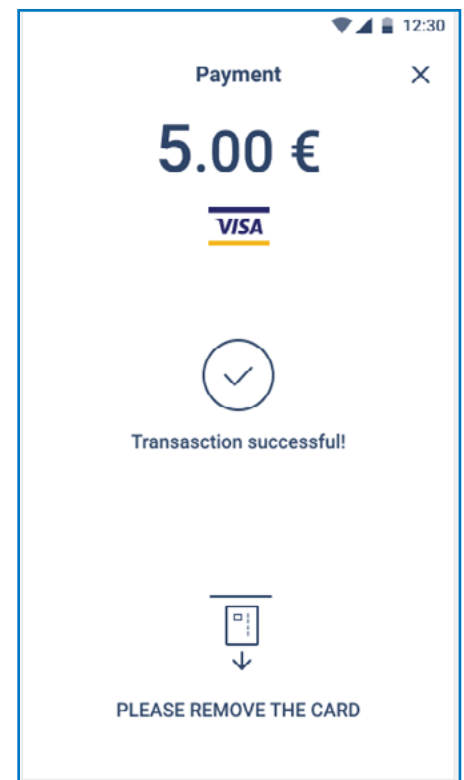 12:30
Payment
5.00 €
VISA
Transasction successful!
PLEASE REMOVE THE CARD